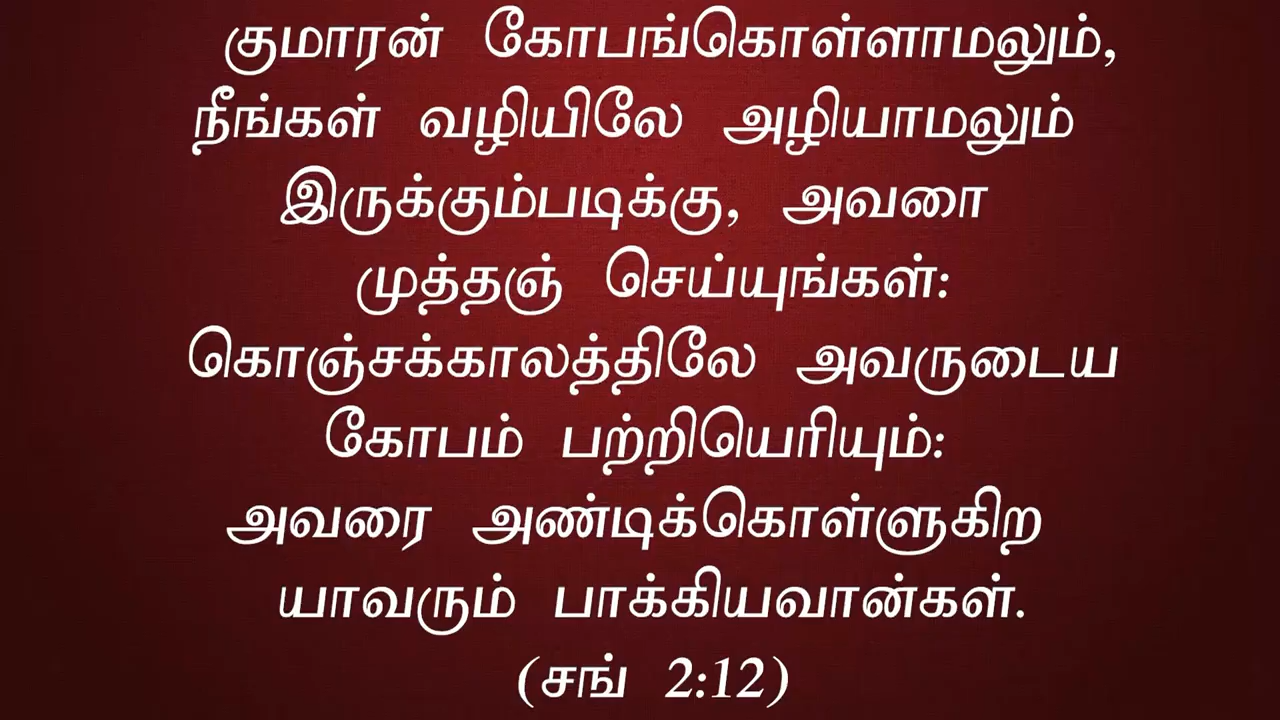 குமாரன் கோபங்கொள்ளாமலும்,
நீங்கள் வழியிலே அழியாமலும்
இருக்கும்படிக்கு, அவரை
முத்தஞ் செய்யுங்கள்:
கொஞ்சக்காலத்திலே அவருடைய
கோபம் பற்றியெரியும்:
அவரை அண்டிக்கொள்ளுகிற
யாவரும் பாக்கியவான்கள்.
(சங் 2:12)